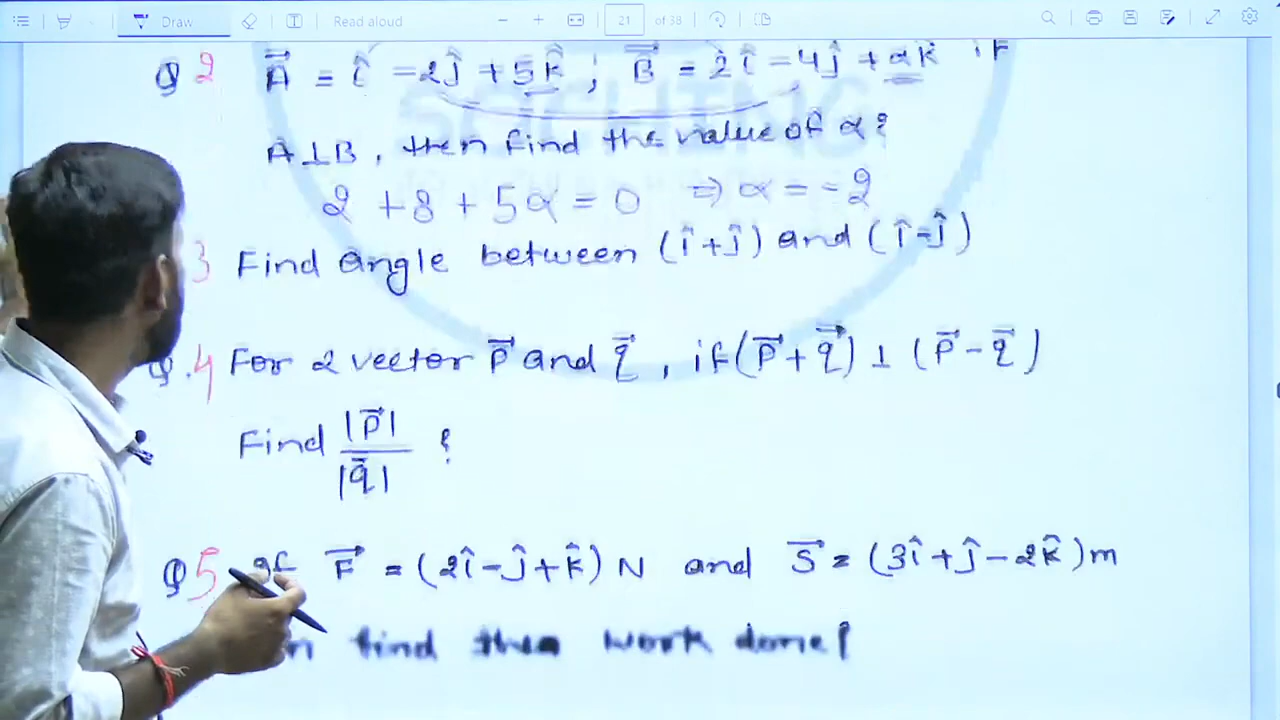 Draw
Read aloud
21 of 38
Q 2 A⃗ = î - 2ĵ + 5k̂ ; B⃗ = 2î - 4ĵ + αk̂ if
A⊥B, then find the value of α?
2 + 8 + 5α = 0 ⇒ α = -2
3 Find angle between (î+ĵ) and (î-ĵ)
Q.4 For 2 vector P⃗ and q⃗, if (P⃗ + q⃗) ⊥ (P⃗ - q⃗)
Find |P⃗| / |q⃗| ?
Q5 If F⃗ = (2î - ĵ + k̂) N and S⃗ = (3î + ĵ - 2k̂) m
find the work done?